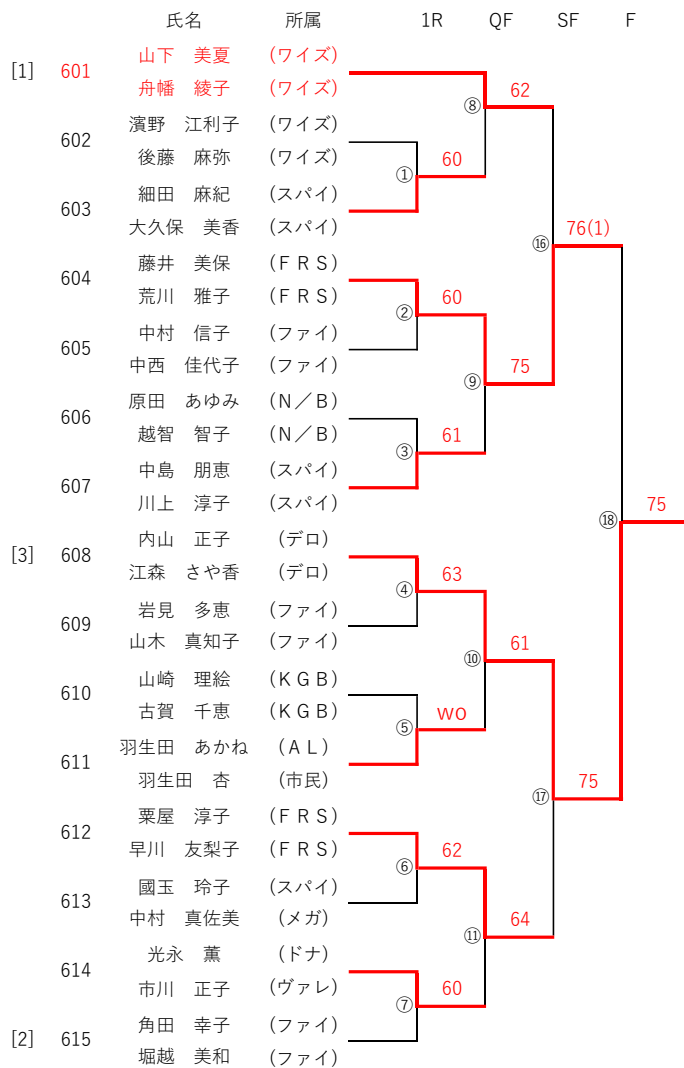 氏名 所属 1R QF SF F
山下 美夏 (ワイズ)
[1] 601
舟幡 綾子 (ワイズ) 62
⑧
濱野 江利子 (ワイズ)
602
後藤 麻弥 (ワイズ) 60
①
細田 麻紀 (スパイ)
603
大久保 美香 (スパイ) 76(1)
⑯
藤井 美保 (ＦＲＳ)
604
荒川 雅子 (ＦＲＳ) 60
②
中村 信子 (ファイ)
605
中西 佳代子 (ファイ) 75
⑨
原田 あゆみ (Ｎ／Ｂ)
606
越智 智子 (Ｎ／Ｂ) 61
③
中島 朋恵 (スパイ)
607
川上 淳子 (スパイ) 75
⑱
内山 正子 (デロ)
[3] 608
江森 さや香 (デロ) 63
④
岩見 多恵 (ファイ)
609
山木 真知子 (ファイ) 61
⑩
山崎 理絵 (ＫＧＢ)
610
古賀 千恵 (ＫＧＢ) wo
⑤
羽生田 あかね (ＡＬ)
611
羽生田 杏 (市民) 75
⑰
粟屋 淳子 (ＦＲＳ)
612
早川 友梨子 (ＦＲＳ) 62
⑥
國玉 玲子 (スパイ)
613
中村 真佐美 (メガ) 64
⑪
光永 薫 (ドナ)
614
市川 正子 (ヴァレ) 60
⑦
角田 幸子 (ファイ)
[2] 615
堀越 美和 (ファイ)